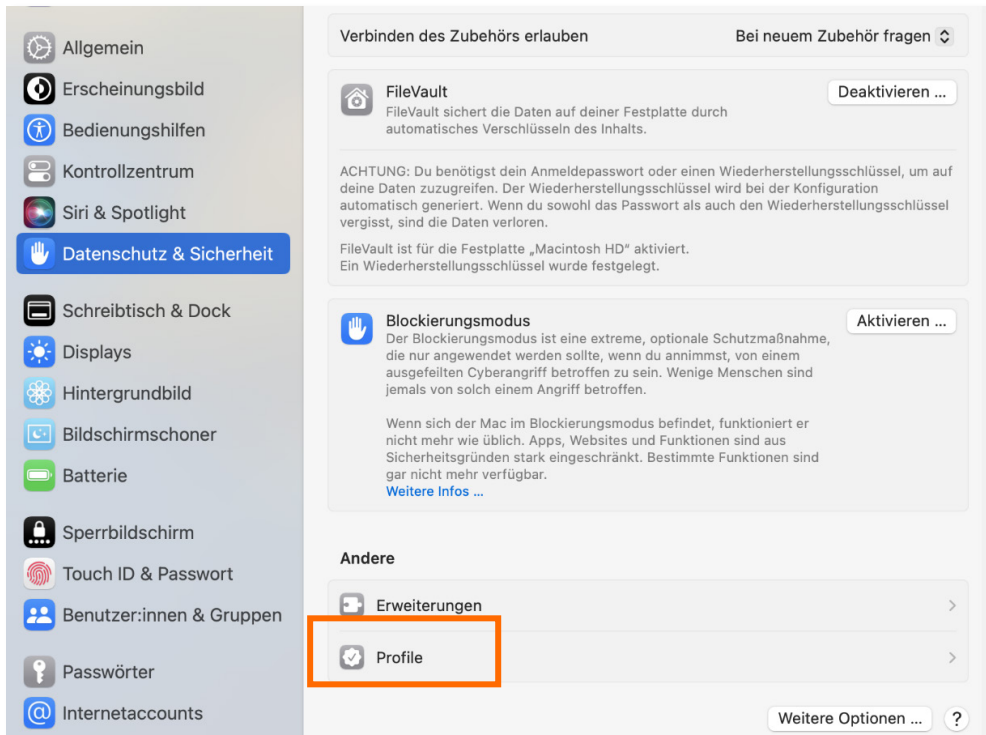 Allgemein
Erscheinungsbild
Bedienungshilfen
Kontrollzentrum
Siri & Spotlight
Datenschutz & Sicherheit
Schreibtisch & Dock
Displays
Hintergrundbild
Bildschirmschoner
Batterie
Sperrbildschirm
Touch ID & Passwort
Benutzer:innen & Gruppen
Passwörter
Internetaccounts
Verbinden des Zubehörs erlauben
Bei neuem Zubehör fragen
FileVault
Deaktivieren ...
FileVault sichert die Daten auf deiner Festplatte durch
automatisches Verschlüsseln des Inhalts.
ACHTUNG: Du benötigst dein Anmeldepasswort oder einen Wiederherstellungsschlüssel, um auf
deine Daten zuzugreifen. Der Wiederherstellungsschlüssel wird bei der Konfiguration
automatisch generiert. Wenn du sowohl das Passwort als auch den Wiederherstellungsschlüssel
vergisst, sind die Daten verloren.
FileVault ist für die Festplatte „Macintosh HD“ aktiviert.
Ein Wiederherstellungsschlüssel wurde festgelegt.
Blockierungsmodus
Aktivieren ...
Der Blockierungsmodus ist eine extreme, optionale Schutzmaßnahme,
die nur angewendet werden sollte, wenn du annimmst, von einem
ausgefeilten Cyberangriff betroffen zu sein. Wenige Menschen sind
jemals von solch einem Angriff betroffen.
Wenn sich der Mac im Blockierungsmodus befindet, funktioniert er
nicht mehr wie üblich. Apps, Websites und Funktionen sind aus
Sicherheitsgründen stark eingeschränkt. Bestimmte Funktionen sind
gar nicht mehr verfügbar.
Weitere Infos ...
Andere
Erweiterungen
Profile
Weitere Optionen ...
?